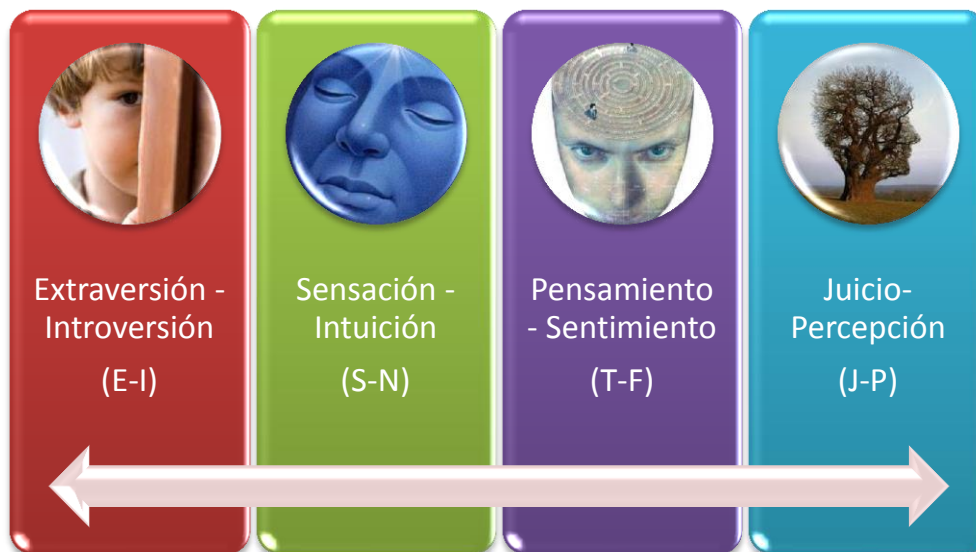 Extraversión -
Introversión
(E-I)
Sensación -
Intuición
(S-N)
Pensamiento
- Sentimiento
(T-F)
Juicio-
Percepción
(J-P)